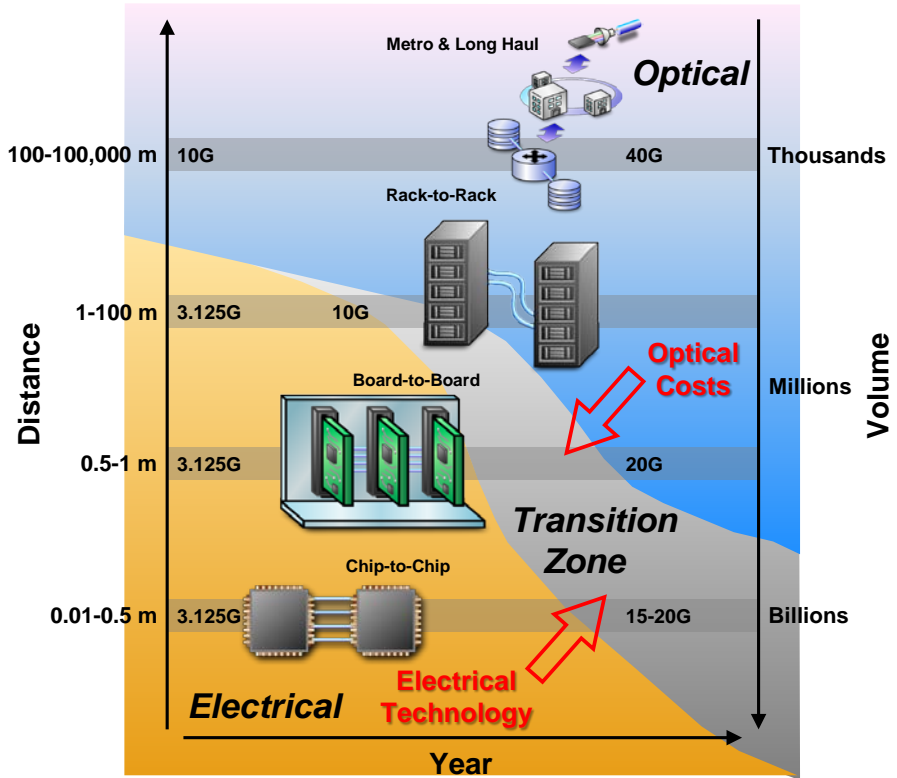 Metro & Long Haul
Optical
100-100,000 m 10G 40G Thousands
Rack-to-Rack
1-100 m 3.125G 10G
Optical
Costs
Board-to-Board
Millions
Distance
Volume
0.5-1 m 3.125G 20G
Transition
Zone
Chip-to-Chip
0.01-0.5 m 3.125G 15-20G Billions
Electrical
Technology
Electrical
Year